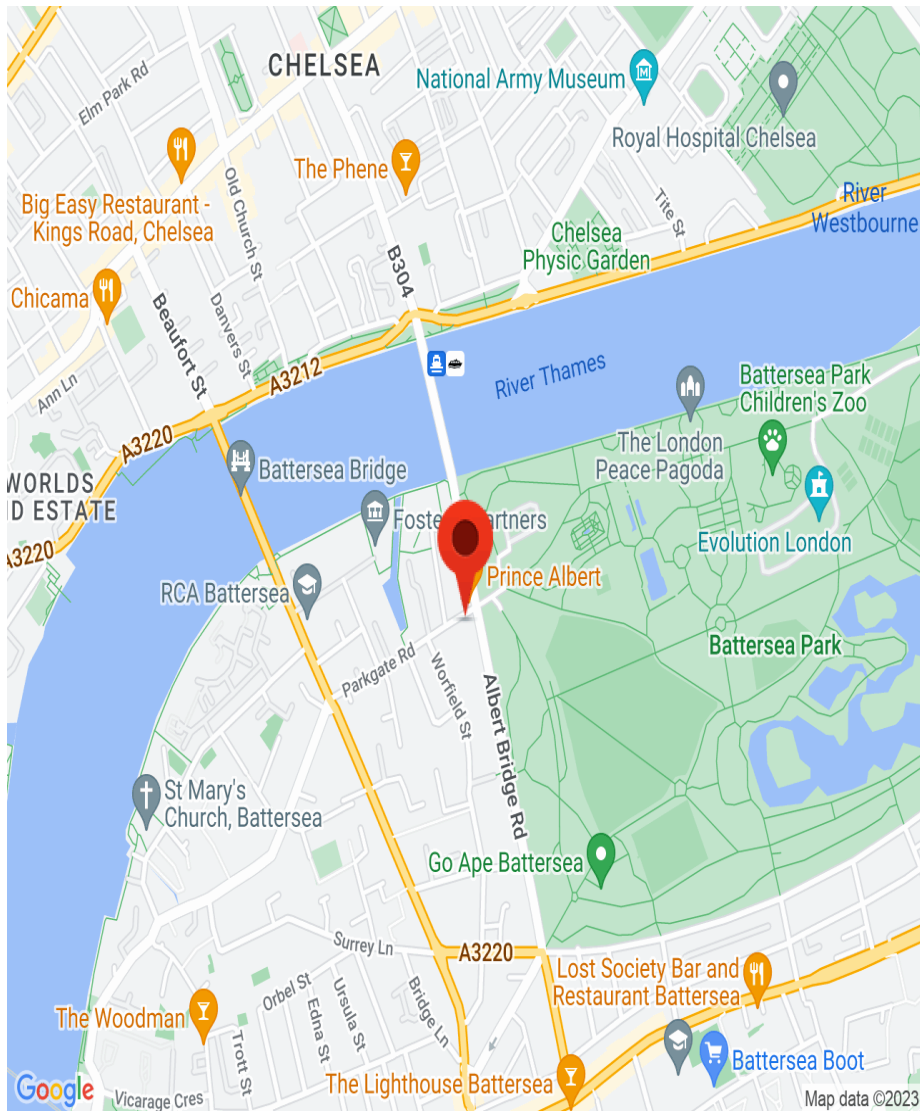 CHELSEA
National Army Museum
Elm Park Rd
Royal Hospital Chelsea
The Phene
Old Church St
Big Easy Restaurant -
Kings Road, Chelsea
River
Westbourne
Tite St
Chelsea
Physic Garden
B304
Chicama
Beaufort St
Danvers St
A3212
River Thames
Ann Ln
Battersea Park
Children's Zoo
A3220
The London
Peace Pagoda
Battersea Bridge
WORLDS
ND ESTATE
Foste artners
A3220
Evolution London
Prince Albert
RCA Battersea
Battersea Park
Parkgate Rd
Worfield St
Albert Bridge Rd
St Mary's
Church, Battersea
Go Ape Battersea
Surrey Ln
A3220
Lost Society Bar and
Restaurant Battersea
Orbel St
Ursula St
Bridge Ln
Edna St
The Woodman
Trott St
Battersea Boot
The Lighthouse Battersea
Google
Vicarage Cres
Map data ©2023